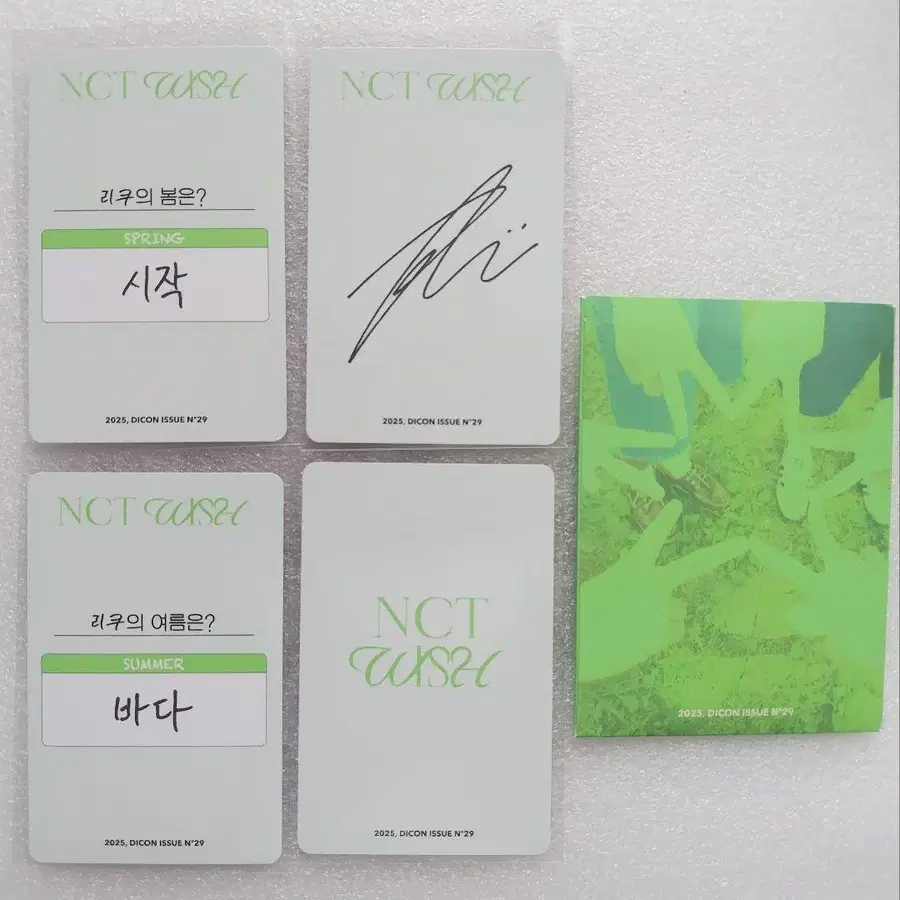 NCT WISH
리쿠의 봄은?
SPRING
시작
2025, DICON ISSUE N°29
NCT WISH
2025, DICON ISSUE N°29
NCT WISH
리쿠의 여름은?
SUMMER
바다
2025, DICON ISSUE N°29
NCT
WISH
2025, DICON ISSUE N°29
2025, DICON ISSUE N°29